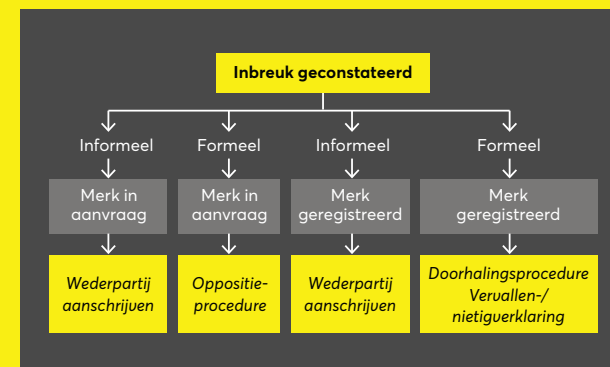 Inbreuk geconstateerd
Informeel
Formeel
Informeel
Formeel
Merk in
aanvraag
Merk in
aanvraag
Merk
geregistreerd
Merk
geregistreerd
Wederpartij
aanschrijven
Oppositie-
procedure
Wederpartij
aanschrijven
Doorhalingsprocedure
Vervallen-/
nietigverklaring